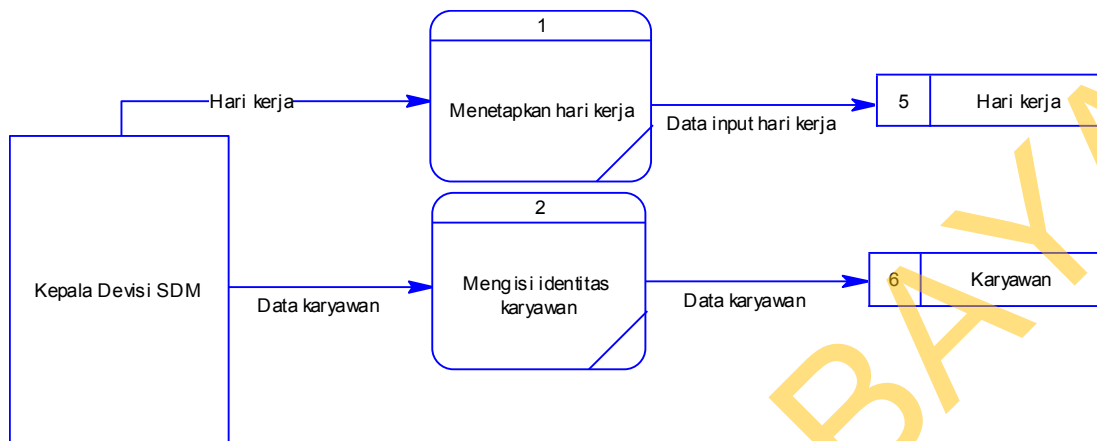 1
Hari kerja
Menetapkan hari kerja
Data input hari kerja
5
Hari kerja
2
Kepala Devisi SDM
Data karyawan
Mengisi identitas
karyawan
Data karyawan
6
Karyawan
BAYA